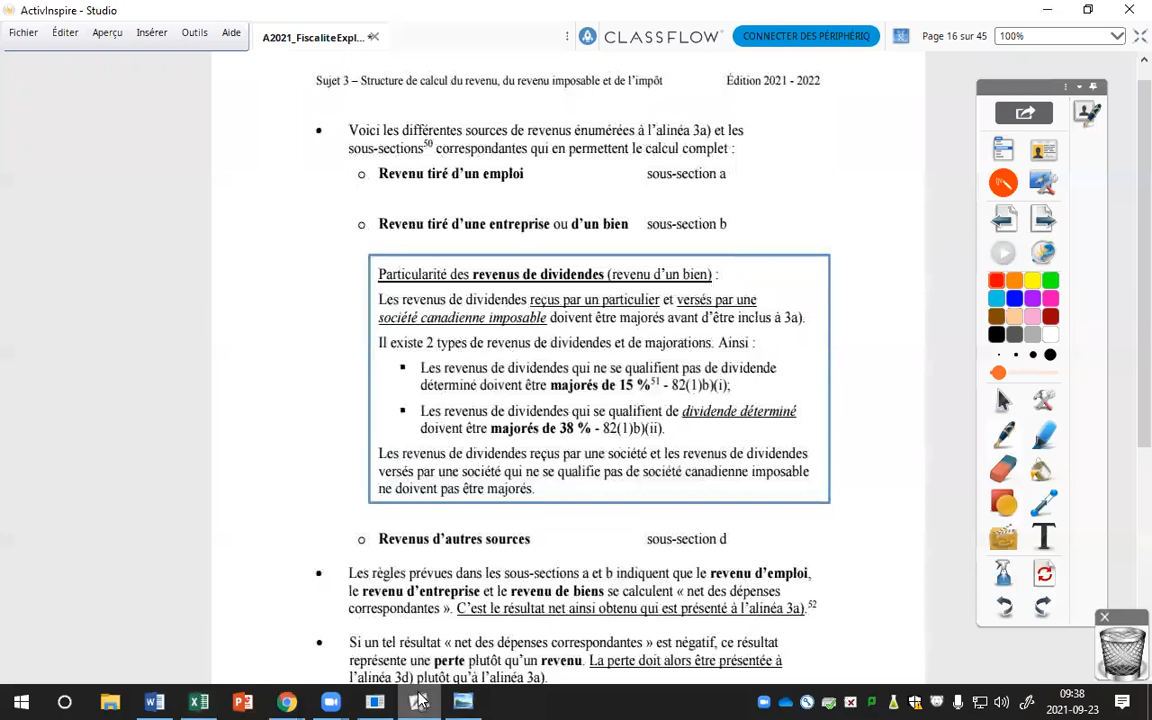 ActivInspire - Studio
Fichier Éditer Aperçu Insérer Outils Aide
A2021_FiscaliteExpl...
CLASSFLOW
CONNECTER DES PÉRIPHÉRIQ
Page 16 sur 45
100%
Sujet 3 – Structure de calcul du revenu, du revenu imposable et de l'impôt Édition 2021 - 2022
• Voici les différentes sources de revenus énumérées à l'alinéa 3a) et les
sous-sections50 correspondantes qui en permettent le calcul complet :
o Revenu tiré d'un emploi sous-section a
o Revenu tiré d'une entreprise ou d'un bien sous-section b
Particularité des revenus de dividendes (revenu d'un bien) :
Les revenus de dividendes reçus par un particulier et versés par une
société canadienne imposable doivent être majorés avant d'être inclus à 3a).
Il existe 2 types de revenus de dividendes et de majorations. Ainsi :
▪ Les revenus de dividendes qui ne se qualifient pas de dividende
déterminé doivent être majorés de 15 %51 - 82(1)b)(i);
▪ Les revenus de dividendes qui se qualifient de dividende déterminé
doivent être majorés de 38 % - 82(1)b)(ii).
Les revenus de dividendes reçus par une société et les revenus de dividendes
versés par une société qui ne se qualifie pas de société canadienne imposable
ne doivent pas être majorés.
o Revenus d'autres sources sous-section d
• Les règles prévues dans les sous-sections a et b indiquent que le revenu d'emploi,
le revenu d'entreprise et le revenu de biens se calculent « net des dépenses
correspondantes ». C'est le résultat net ainsi obtenu qui est présenté à l'alinéa 3a).52
• Si un tel résultat « net des dépenses correspondantes » est négatif, ce résultat
représente une perte plutôt qu'un revenu. La perte doit alors être présentée à
l'alinéa 3d) plutôt qu'à l'alinéa 3a).
09:38
2021-09-23